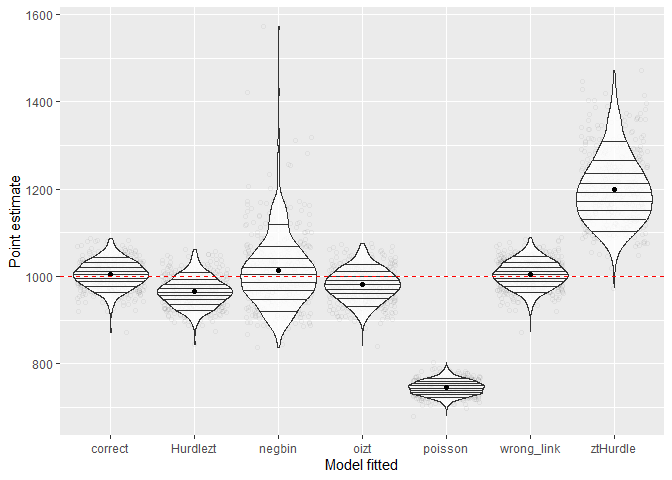 1600
1400
1200
1000
800
Point estimate
correct
Hurdlezt
negbin
oizt
poisson
wrong_link
ztHurdle
Model fitted